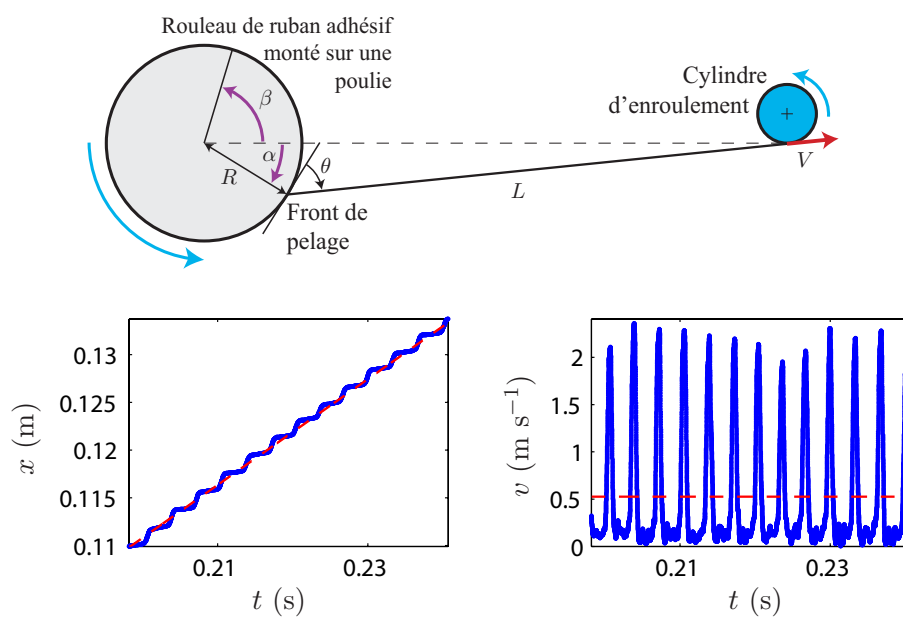 Rouleau de ruban adhésif
monté sur une
poulie
β
α
R
θ
Front de
pelage
L
Cylindre
d'enroulement
+
V
x (m)
0.13
0.125
0.12
0.115
0.11
0.21
0.23
t (s)
v (m s⁻¹)
2
1.5
1
0.5
0
0.21
0.23
t (s)